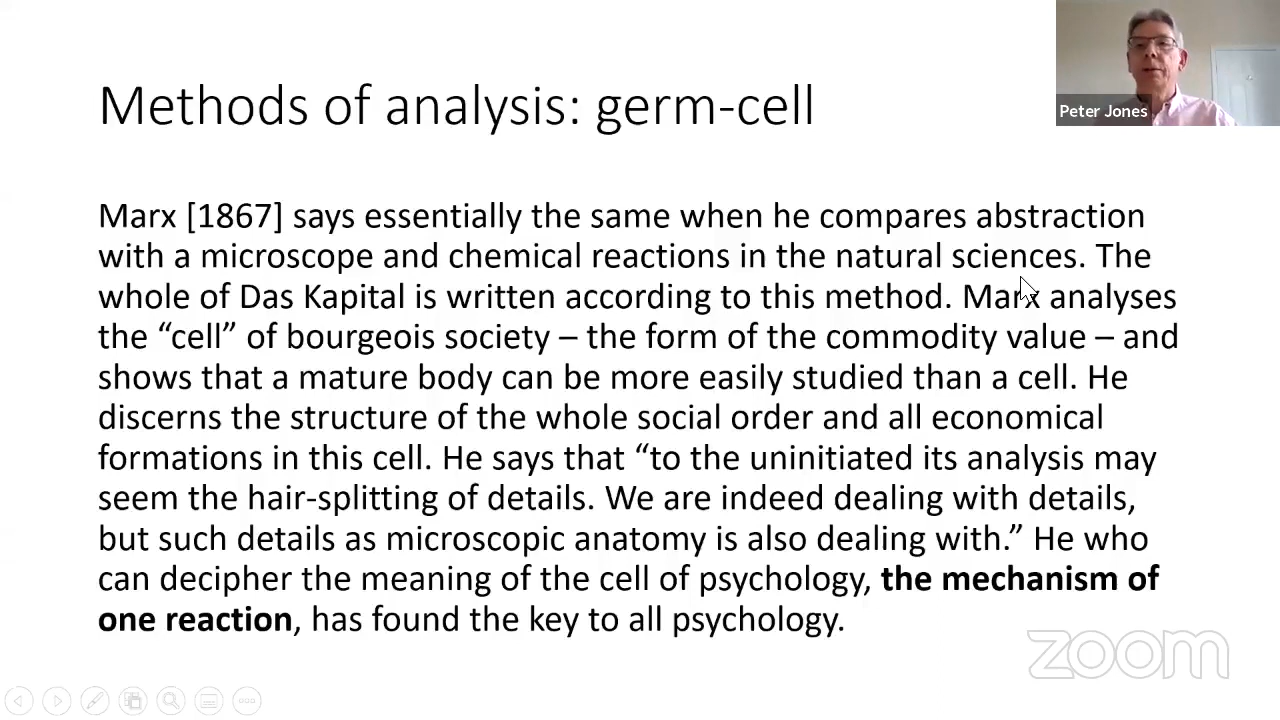 Methods of analysis: germ-cell
Peter Jones
Marx [1867] says essentially the same when he compares abstraction
with a microscope and chemical reactions in the natural sciences. The
whole of Das Kapital is written according to this method. Marx analyses
the “cell” of bourgeois society – the form of the commodity value – and
shows that a mature body can be more easily studied than a cell. He
discerns the structure of the whole social order and all economical
formations in this cell. He says that “to the uninitiated its analysis may
seem the hair-splitting of details. We are indeed dealing with details,
but such details as microscopic anatomy is also dealing with.” He who
can decipher the meaning of the cell of psychology, the mechanism of
one reaction, has found the key to all psychology.
zoom